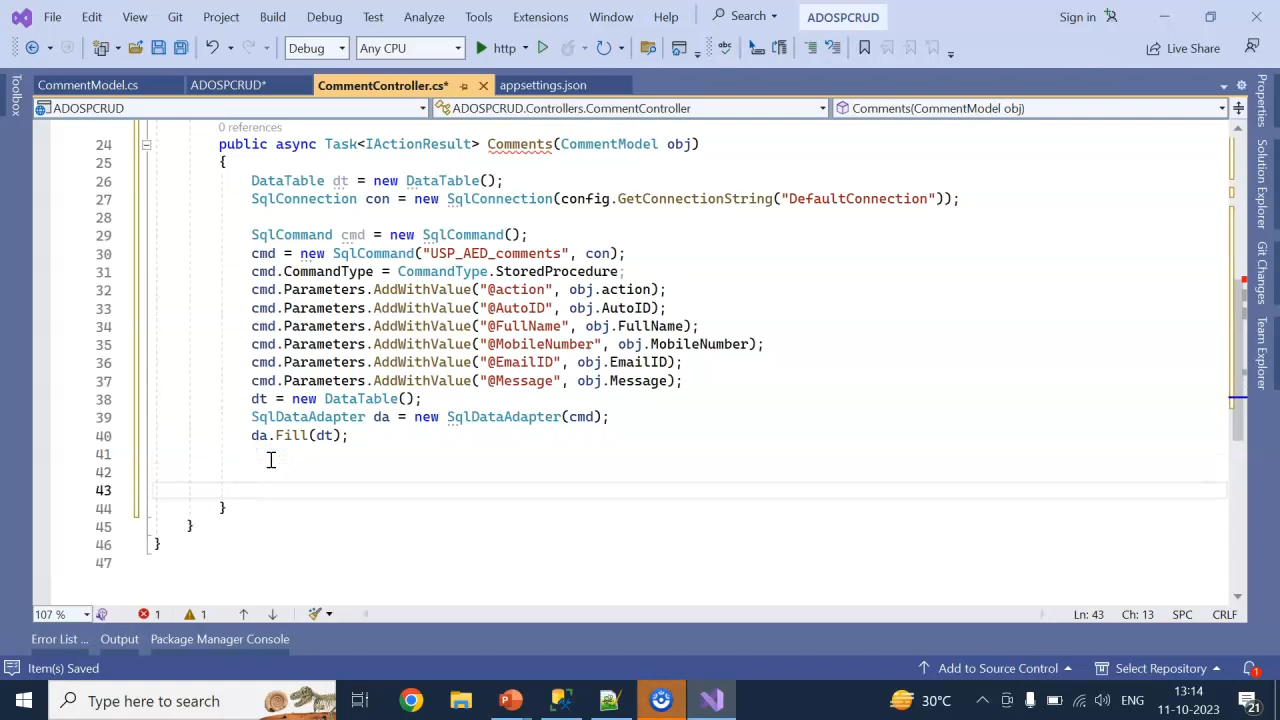 File Edit View Git Project Build Debug Test Analyze Tools Extensions Window Help Search ADOSPCRUD Sign in
Debug Any CPU http Live Share
CommentModel.cs ADOSPCRUD* CommentController.cs* appsettings.json
ADOSPCRUD ADOSPCRUD.Controllers.CommentController Comments(CommentModel obj)
Toolbox
Properties
Solution Explorer
Git Changes
Team Explorer
0 references
24 public async Task<IActionResult> Comments(CommentModel obj)
25 {
26 DataTable dt = new DataTable();
27 SqlConnection con = new SqlConnection(config.GetConnectionString("DefaultConnection"));
28
29 SqlCommand cmd = new SqlCommand();
30 cmd = new SqlCommand("USP_AED_comments", con);
31 cmd.CommandType = CommandType.StoredProcedure;
32 cmd.Parameters.AddWithValue("@action", obj.action);
33 cmd.Parameters.AddWithValue("@AutoID", obj.AutoID);
34 cmd.Parameters.AddWithValue("@FullName", obj.FullName);
35 cmd.Parameters.AddWithValue("@MobileNumber", obj.MobileNumber);
36 cmd.Parameters.AddWithValue("@EmailID", obj.EmailID);
37 cmd.Parameters.AddWithValue("@Message", obj.Message);
38 dt = new DataTable();
39 SqlDataAdapter da = new SqlDataAdapter(cmd);
40 da.Fill(dt);
41
42
43
44 }
45 }
46 }
47
107 % 1 1 Ln: 43 Ch: 13 SPC CRLF
Error List ... Output Package Manager Console
Item(s) Saved Add to Source Control Select Repository 1
Type here to search 30°C ENG 13:14
11-10-2023 21